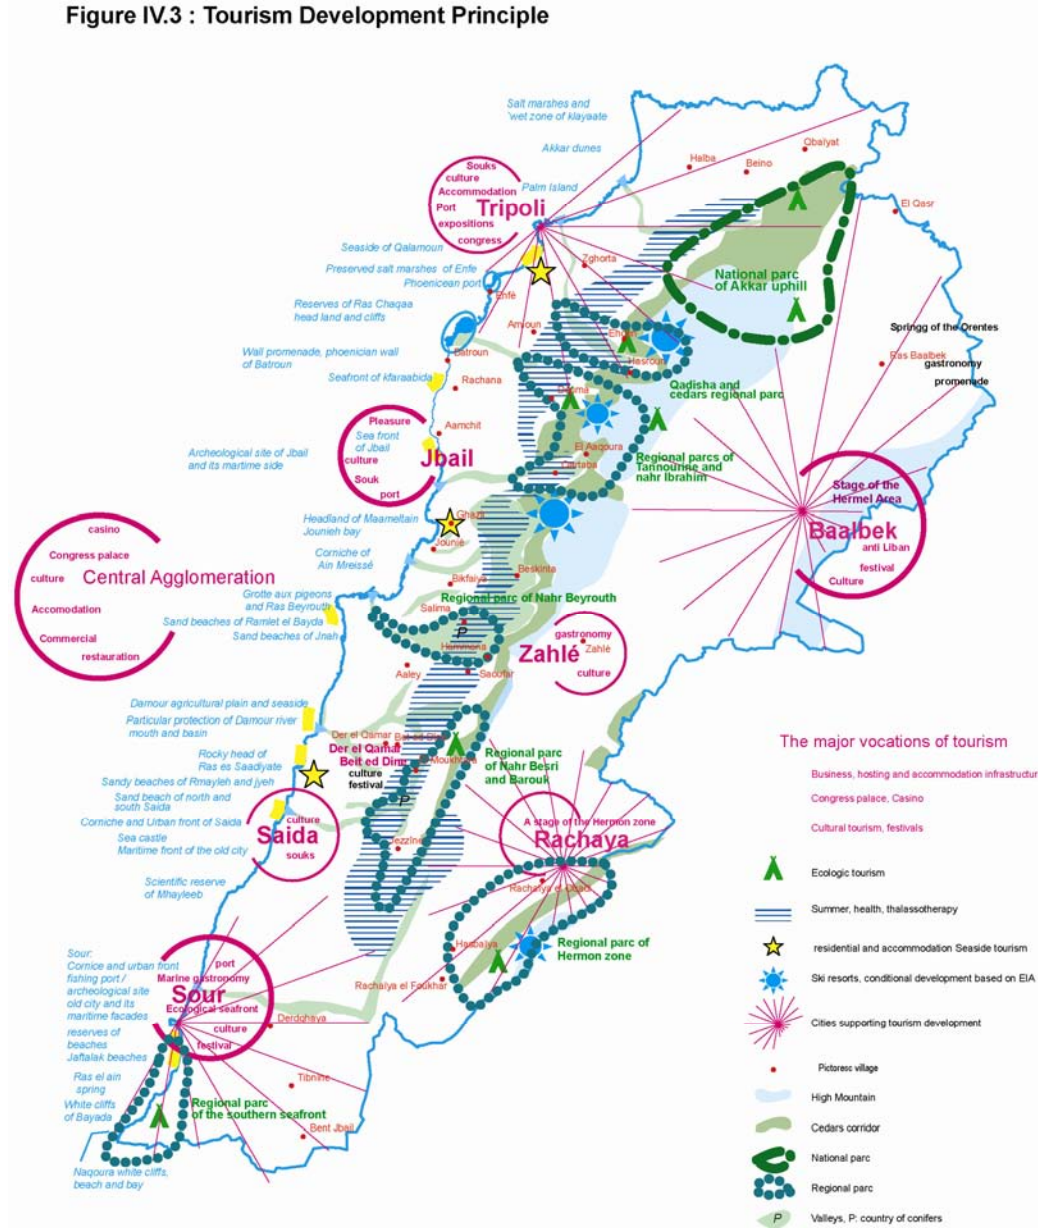 Figure IV.3 : Tourism Development Principle
Salt marshes and
'wet zone of klayaate
Akkar dunes
Palm Island
Souks
culture
Accommodation
Port
Tripoli
expositions
congress
Halba
Beino
Qbaiyat
El Qasr
Seaside of Qalamoun
Preserved salt marshes of Enfe
Phoenicean port
Reserves of Ras Chaqaa
head land and cliffs
Wall promenade, phoenician wall
of Batroun
Seafront of kfaraabida
Zghorta
Enfé
Amioun
Batroun
Rachana
Hasroun
Aamchit
National parc
of Akkar uphill
Springg of the Orentes
Ras Baalbek
gastronomy
promenade
Qadisha and
cedars regional parc
Pleasure
Sea front
of Jbail
culture
Jbail
Souk
port
Archeological site of Jbail
and its martime side
El Aaqoura
Regional parcs of
Tannourine and
nahr Ibrahim
Stage of the
Hermel Area
Baalbek
anti Liban
festival
Culture
Headland of Maameltain
Jounieh bay
Corniche of
Ain Mreissé
Ghazir
Jounié
Beskinta
Bikfaiya
casino
Congress palace
culture
Central Agglomeration
Accomodation
Commercial
restauration
Grotte aux pigeons
and Ras Beyrouth
Sand beaches of Ramlet el Bayda
Sand beaches of Jnah
Regional parc of Nahr Beyrouth
Salima
P
Hammana
Aaley
Saoufar
gastronomy
Zahlé
Zahlé
culture
Damour agricultural plain and seaside
Particular protection of Damour river
mouth and basin
Rocky head of
Ras es Saadiyate
Sandy beaches of Rmayleh and jyeh
Sand beach of north and
south Saida
Corniche and Urban front of Saida
Sea castle
Maritime front of the old city
Scientific reserve
of Mhayleeb
Der el Qamar
Der el Qamar
Beit ed Dine
culture
festival
Moukhtara
P
Jezzine
Regional parc
of Nahr Besri
and Barouk
culture
Saida
souks
A stage of the Hermon zone
Rachaya
Rachaiya el Ouadi
Hasbaiya
Rachaiya el Foukhar
Regional parc of
Hermon zone
Sour:
Cornice and urban front
fishing port /
archeological site
old city and its
maritime facades
reserves of
beaches
Jaftalak beaches
Ras el ain
spring
White cliffs
of Bayada
Naqoura white cliffs,
beach and bay
port
Marine gastronomy
Sour
Ecological seafront
culture
festival
Derdghaya
Tibnine
Bent Jbail
Regional parc
of the southern seafront
The major vocations of tourism
Business, hosting and accommodation infrastructur
Congress palace, Casino
Cultural tourism, festivals
Ecologic tourism
Summer, health, thalassotherapy
residential and accommodation Seaside tourism
Ski resorts, conditional development based on EIA
Cities supporting tourism development
Pictoresc village
High Mountain
Cedars corridor
National parc
Regional parc
P
Valleys, P: country of conifers